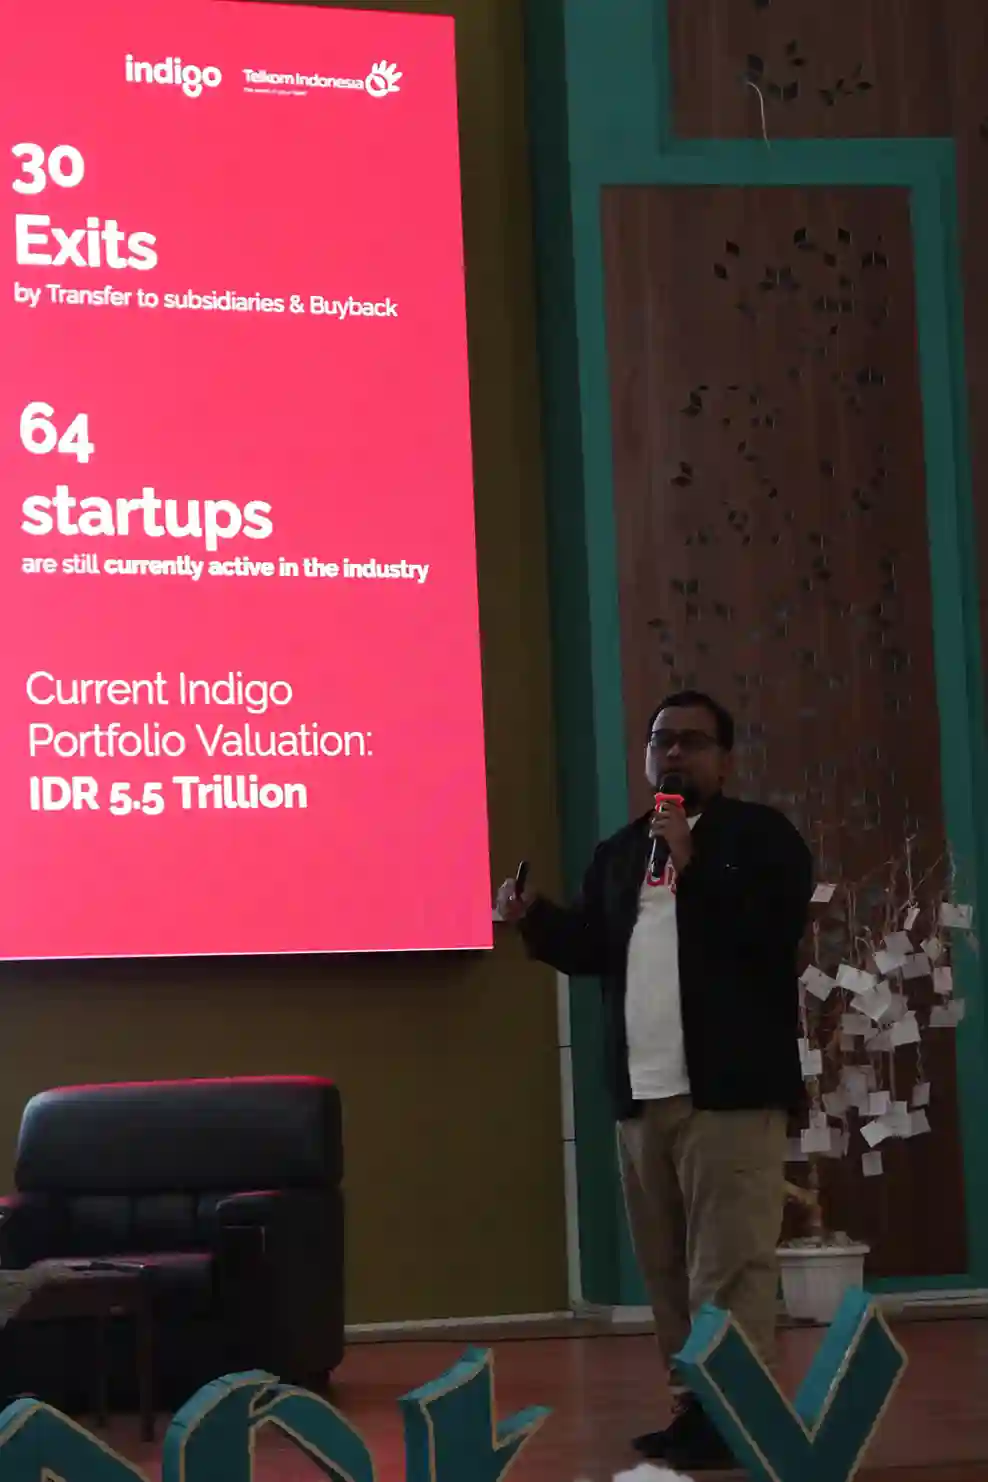 indigo
Telkom Indonesia
30
Exits
by Transfer to subsidiaries & Buyback
64
startups
are still currently active in the industry
Current Indigo
Portfolio Valuation:
IDR 5.5 Trillion